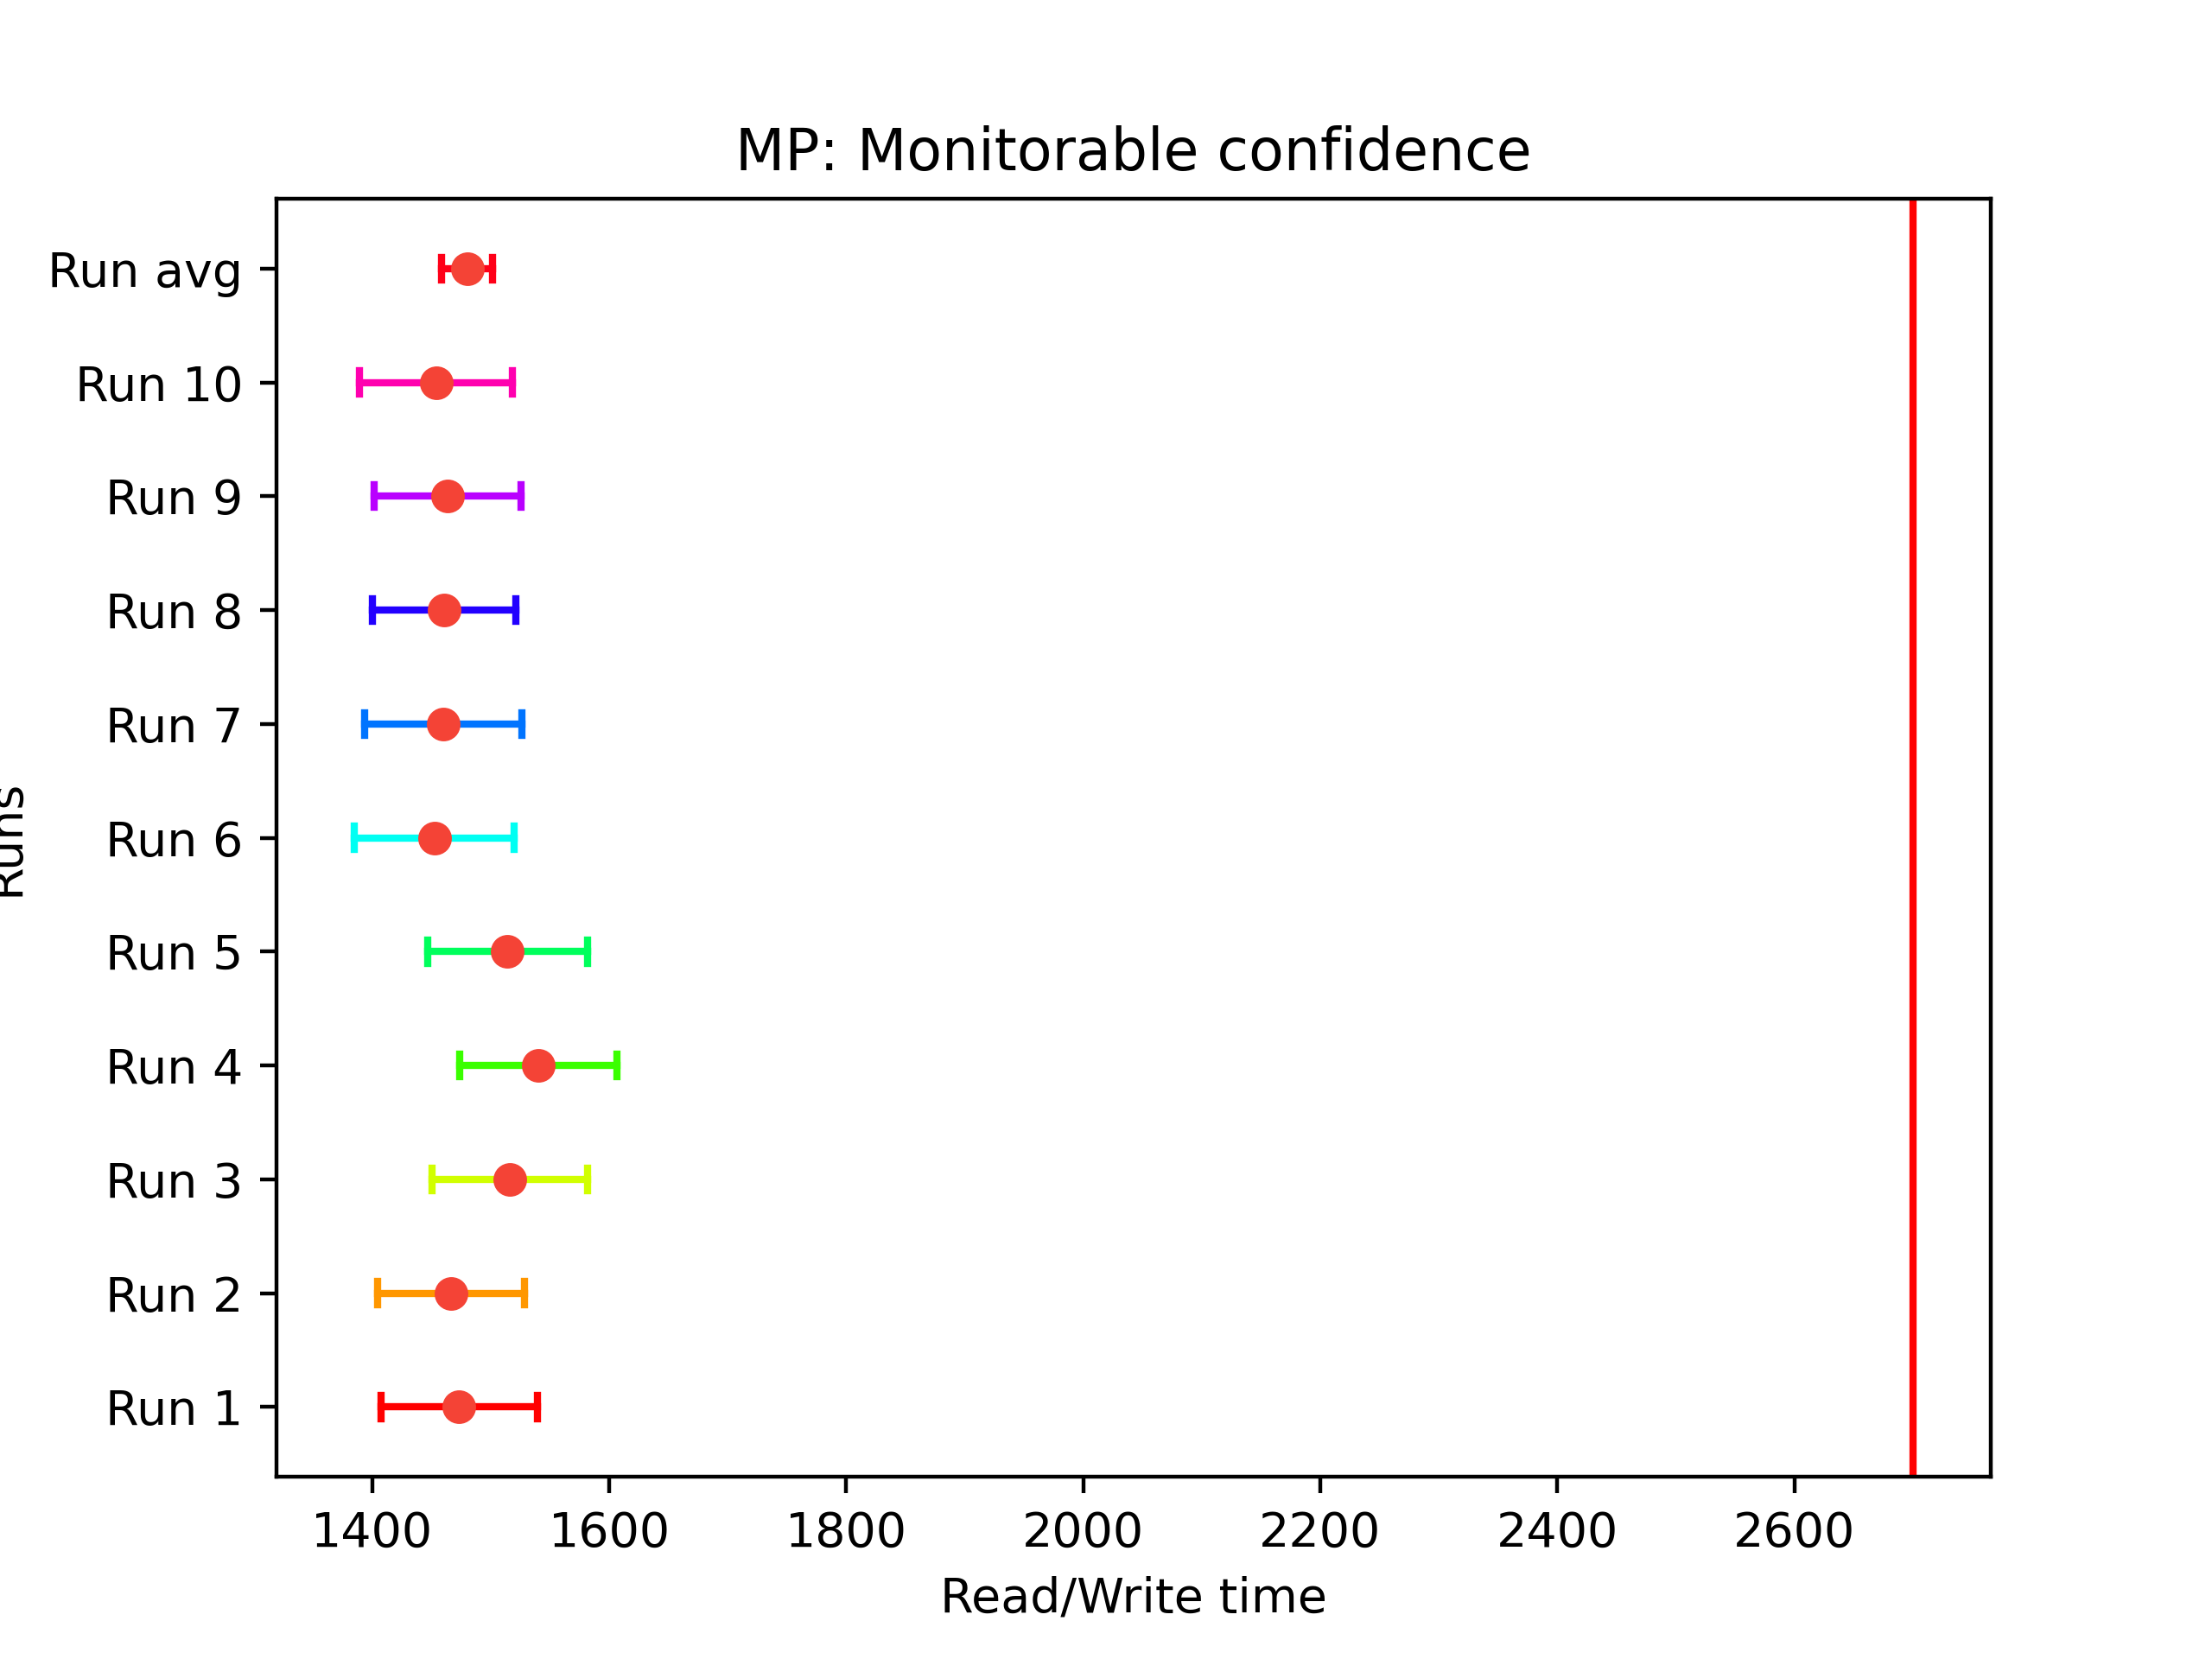 MP: Monitorable confidence
Run avg
Run 10
Run 9
Run 8
Run 7
Run 6
Run 5
Run 4
Run 3
Run 2
Run 1
Runs
1400 1600 1800 2000 2200 2400 2600
Read/Write time